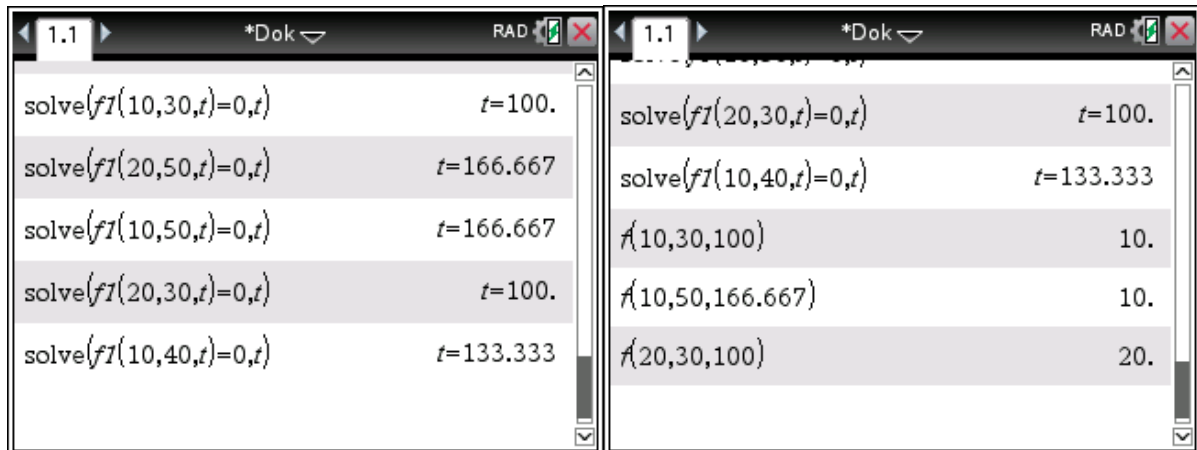 1.1 *Dok RAD
solve(f1(10,30,t)=0,t) t=100.
solve(f1(20,50,t)=0,t) t=166.667
solve(f1(10,50,t)=0,t) t=166.667
solve(f1(20,30,t)=0,t) t=100.
solve(f1(10,40,t)=0,t) t=133.333
1.1 *Dok RAD
solve(f1(20,30,t)=0,t) t=100.
solve(f1(10,40,t)=0,t) t=133.333
f(10,30,100) 10.
f(10,50,166.667) 10.
f(20,30,100) 20.